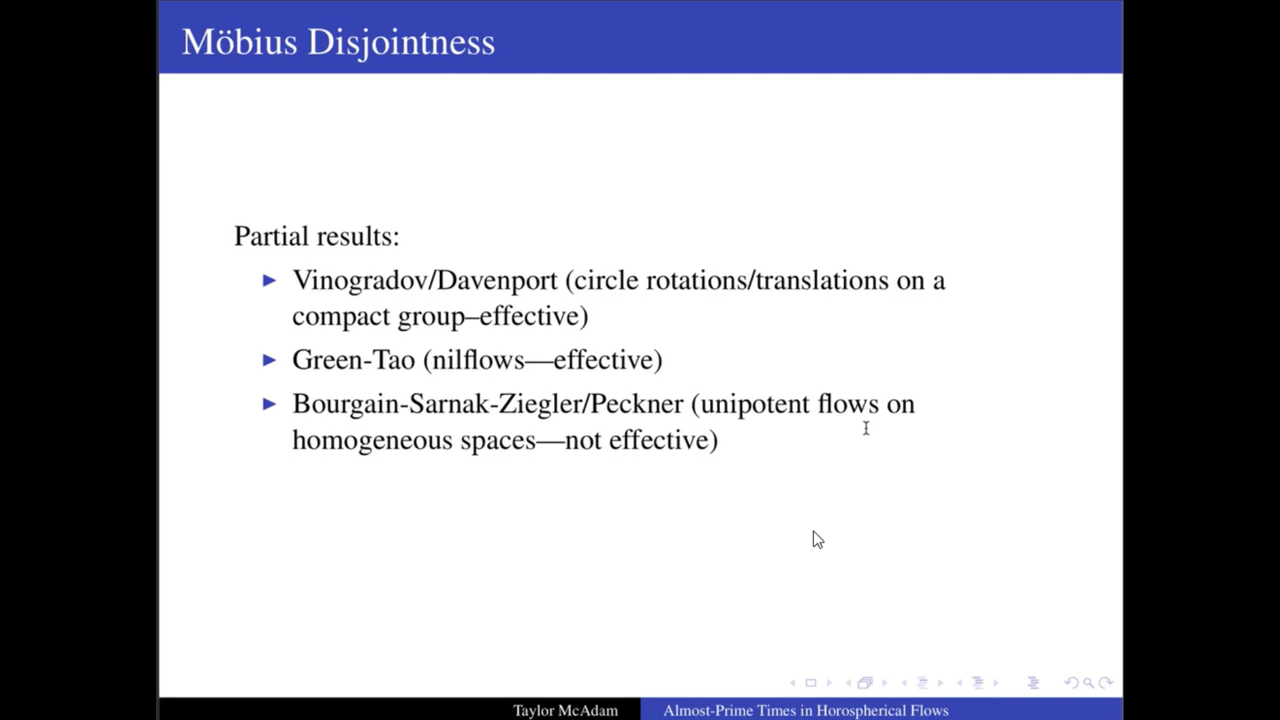 Möbius Disjointness
Partial results:
Vinogradov/Davenport (circle rotations/translations on a
compact group–effective)
Green-Tao (nilflows—effective)
Bourgain-Sarnak-Ziegler/Peckner (unipotent flows on
homogeneous spaces—not effective)
Taylor McAdam
Almost-Prime Times in Horospherical Flows